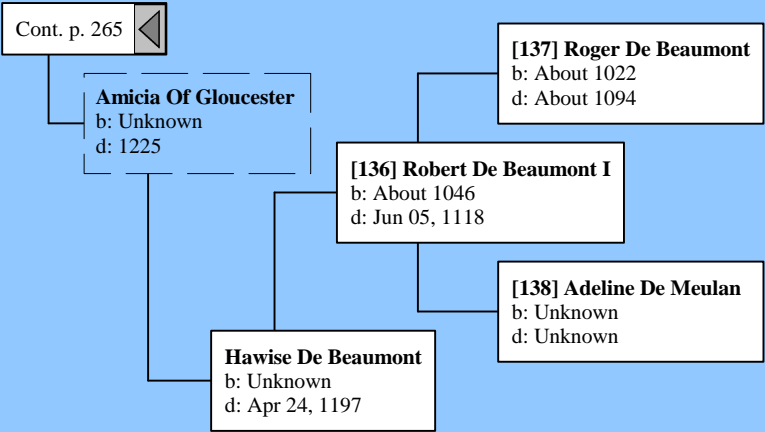 Cont. p. 265
Amicia Of Gloucester
b: Unknown
d: 1225
[137] Roger De Beaumont
b: About 1022
d: About 1094
[136] Robert De Beaumont I
b: About 1046
d: Jun 05, 1118
[138] Adeline De Meulan
b: Unknown
d: Unknown
Hawise De Beaumont
b: Unknown
d: Apr 24, 1197